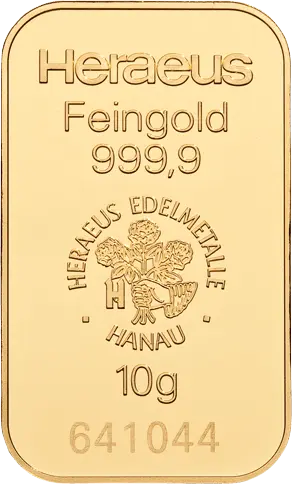 Heraeus
Feingold
999,9
HERAEUS EDELMETALLE
H
· HANAU ·
10g
641044